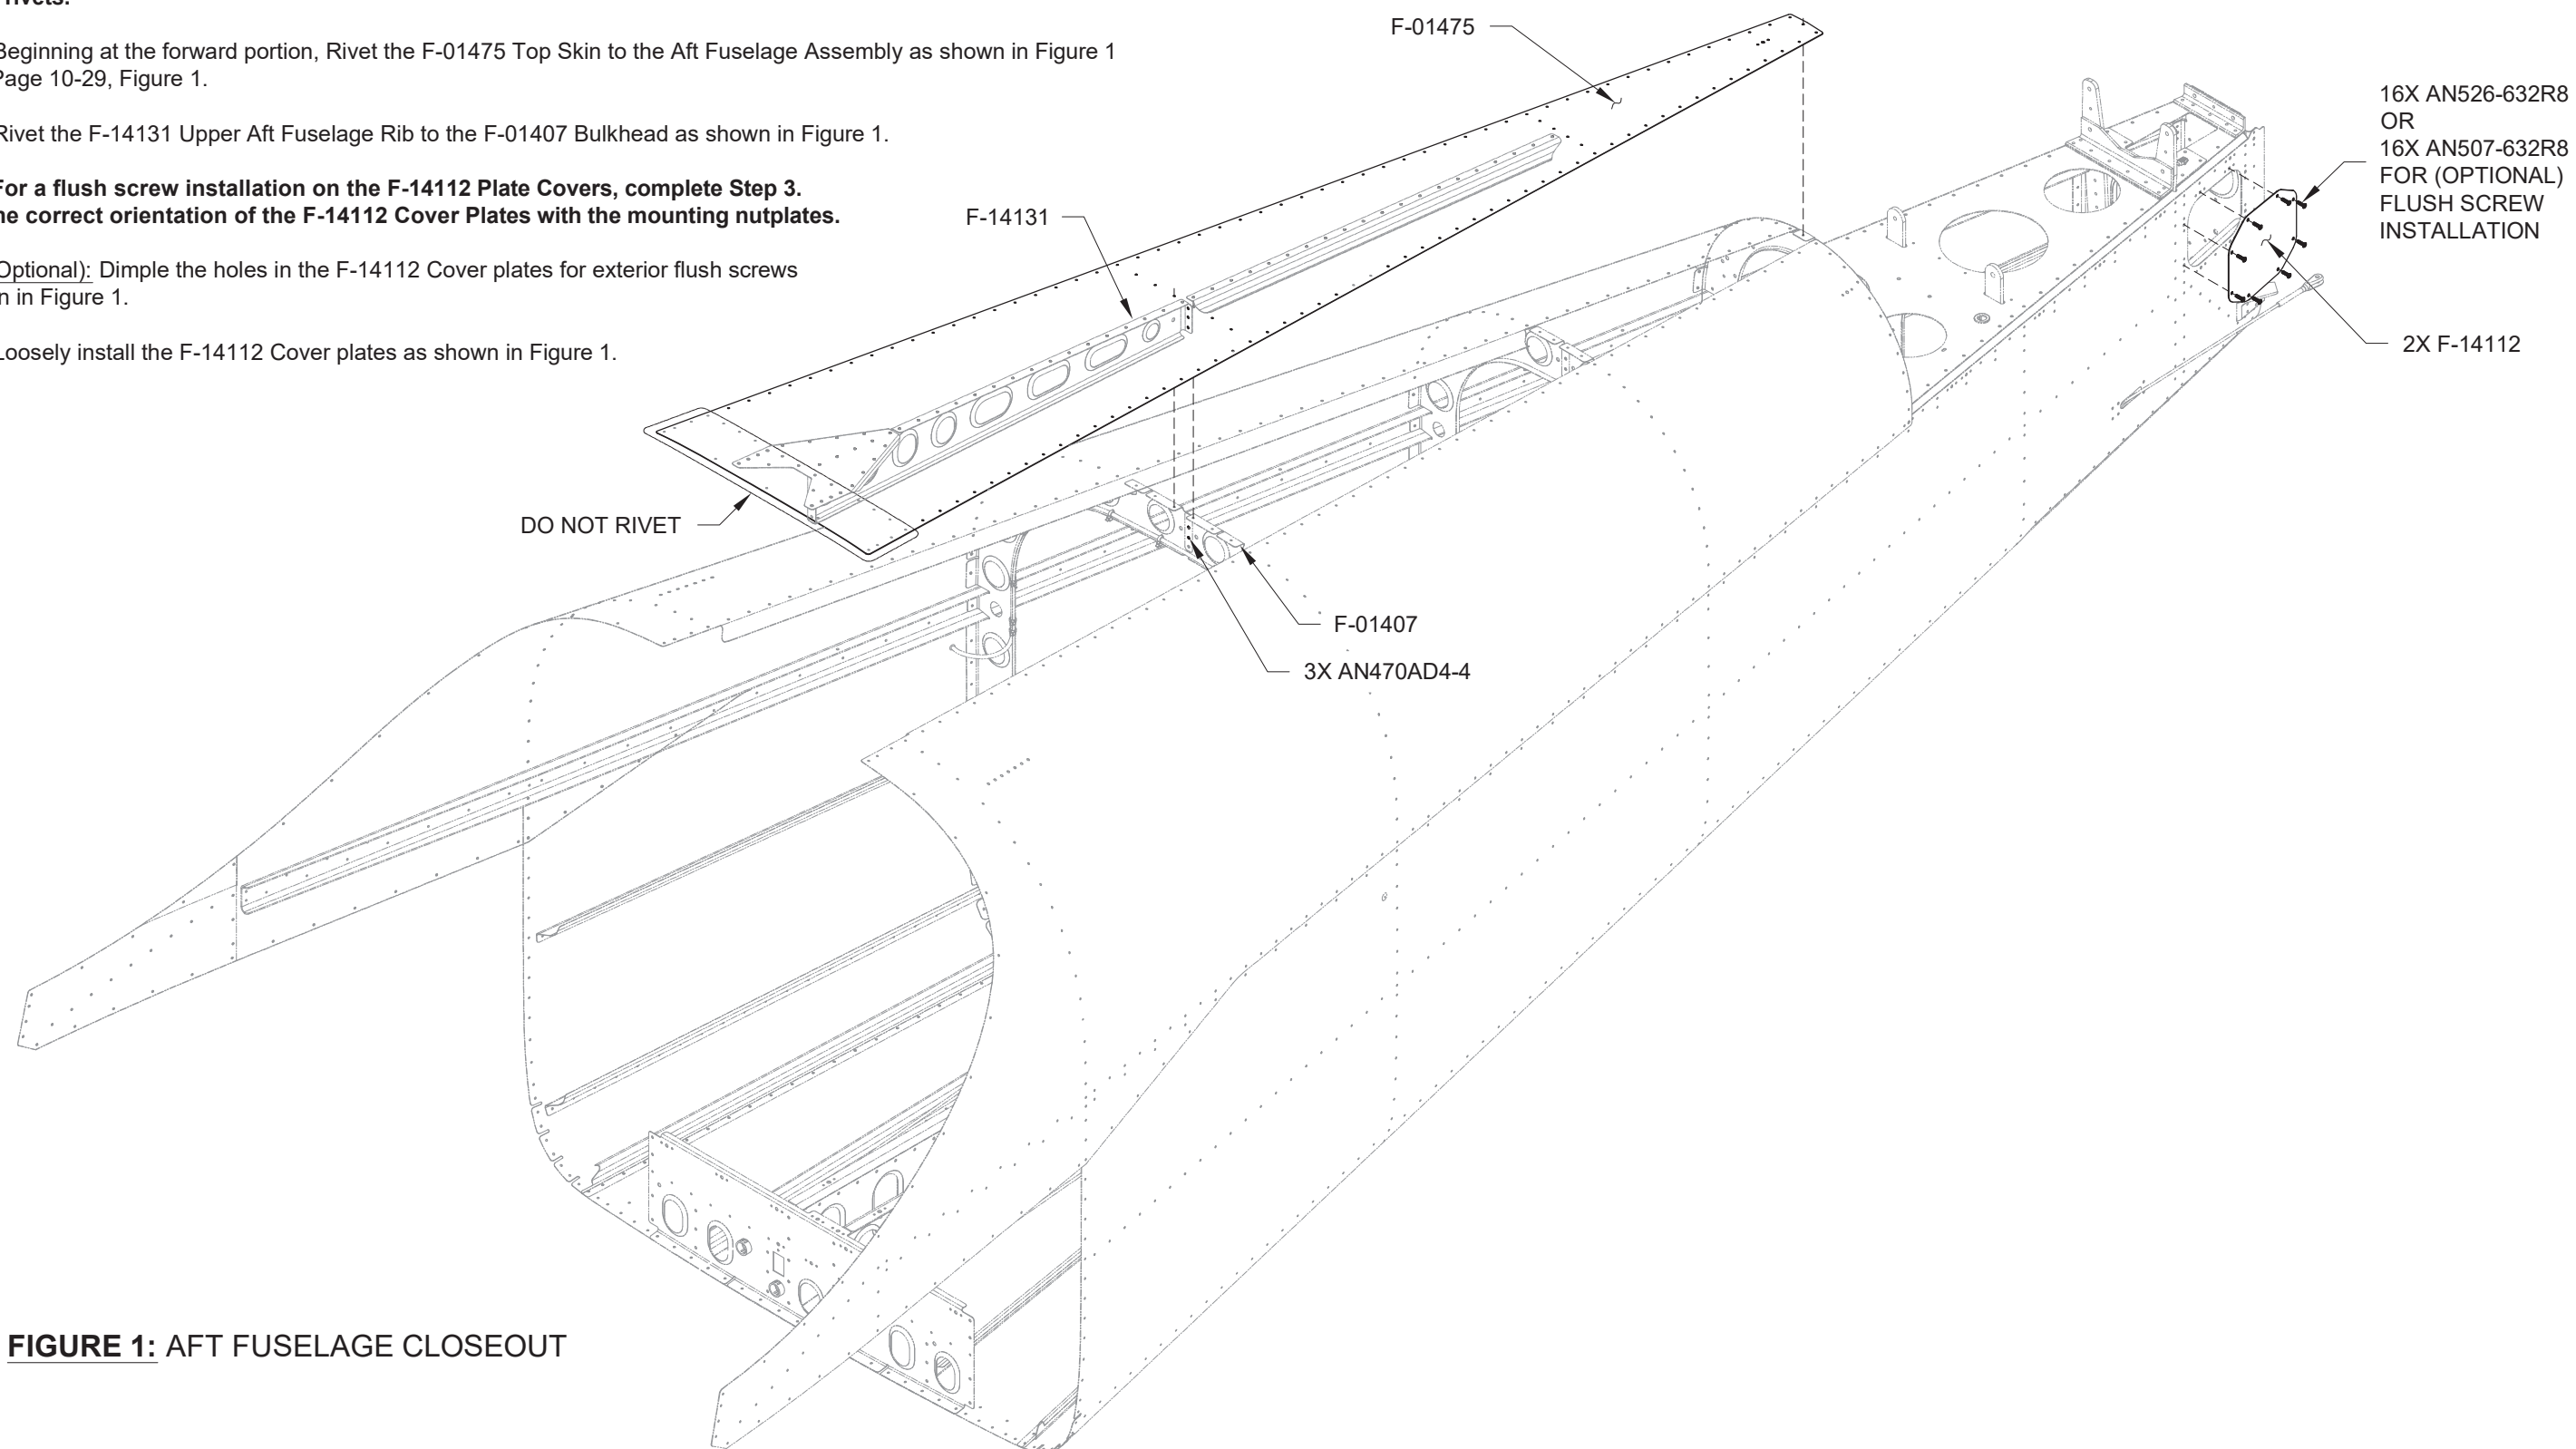 rivets.
Beginning at the forward portion, Rivet the F-01475 Top Skin to the Aft Fuselage Assembly as shown in Figure 1
Page 10-29, Figure 1.
Rivet the F-14131 Upper Aft Fuselage Rib to the F-01407 Bulkhead as shown in Figure 1.
For a flush screw installation on the F-14112 Plate Covers, complete Step 3.
he correct orientation of the F-14112 Cover Plates with the mounting nutplates.
Optional): Dimple the holes in the F-14112 Cover plates for exterior flush screws
n in Figure 1.
Loosely install the F-14112 Cover plates as shown in Figure 1.
F-01475
16X AN526-632R8
OR
16X AN507-632R8
FOR (OPTIONAL)
FLUSH SCREW
INSTALLATION
F-14131
2X F-14112
DO NOT RIVET
F-01407
3X AN470AD4-4
FIGURE 1: AFT FUSELAGE CLOSEOUT